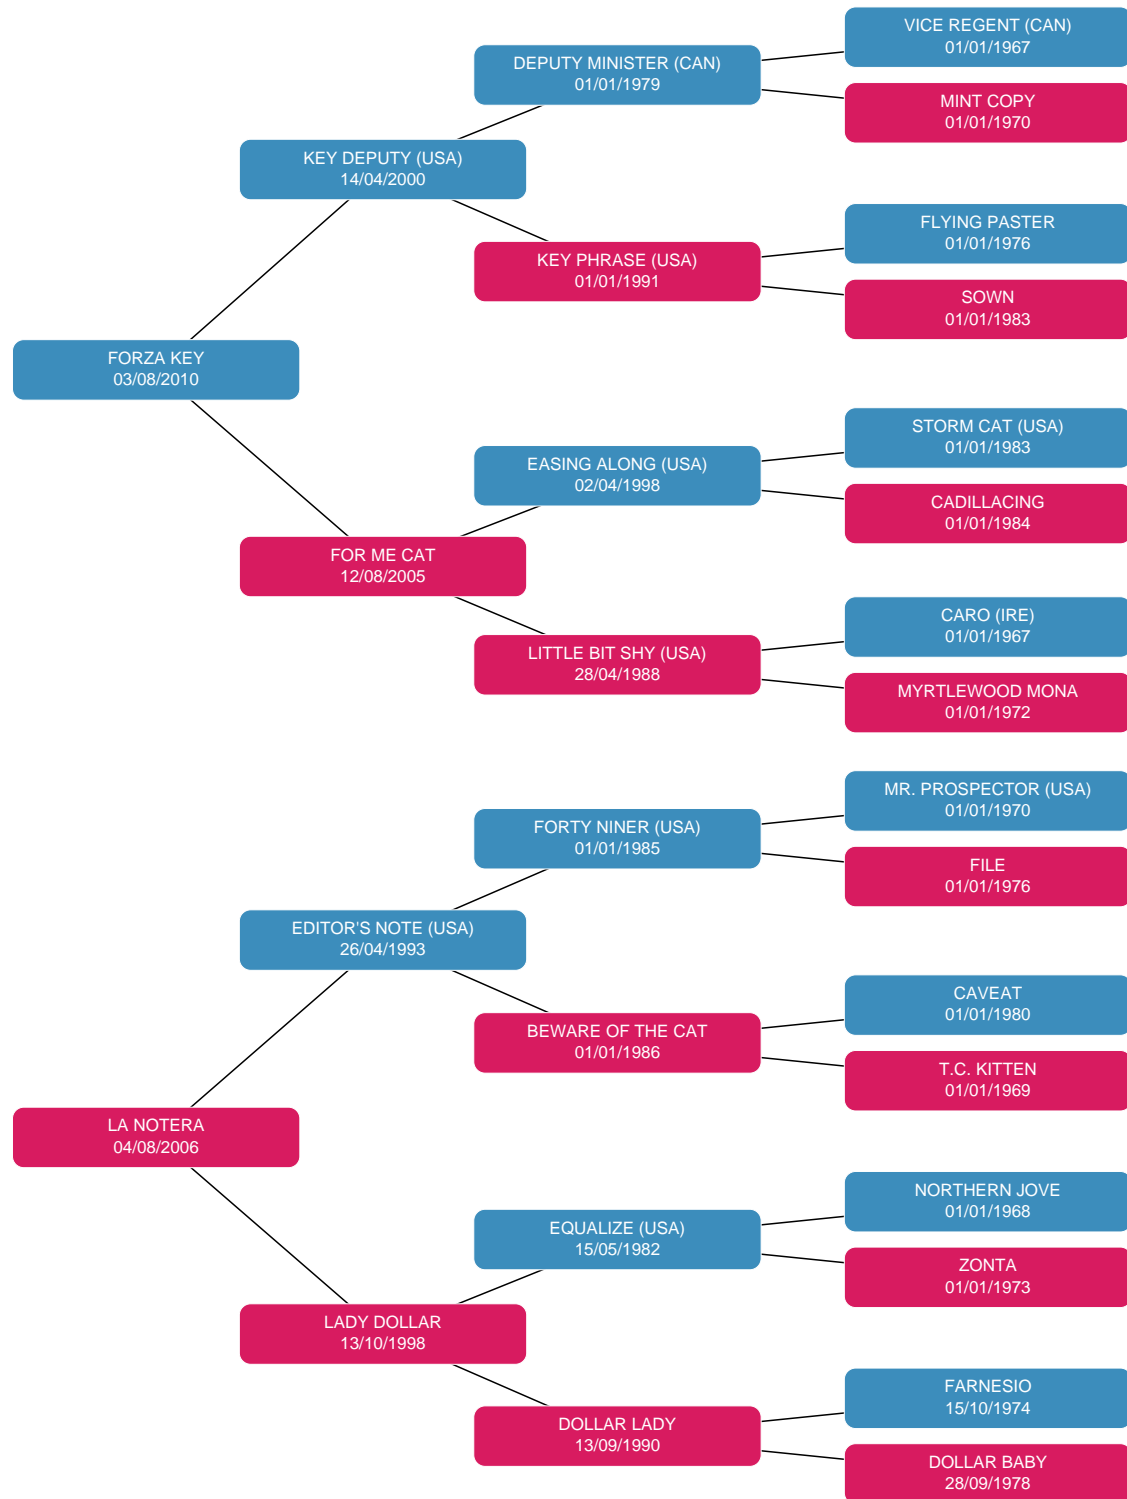 VICE REGENT (CAN)
01/01/1967
DEPUTY MINISTER (CAN)
01/01/1979
MINT COPY
01/01/1970
KEY DEPUTY (USA)
14/04/2000
FLYING PASTER
01/01/1976
KEY PHRASE (USA)
01/01/1991
SOWN
01/01/1983
FORZA KEY
03/08/2010
STORM CAT (USA)
01/01/1983
EASING ALONG (USA)
02/04/1998
CADILLACING
01/01/1984
FOR ME CAT
12/08/2005
CARO (IRE)
01/01/1967
LITTLE BIT SHY (USA)
28/04/1988
MYRTLEWOOD MONA
01/01/1972
MR. PROSPECTOR (USA)
01/01/1970
FORTY NINER (USA)
01/01/1985
FILE
01/01/1976
EDITOR'S NOTE (USA)
26/04/1993
CAVEAT
01/01/1980
BEWARE OF THE CAT
01/01/1986
T.C. KITTEN
01/01/1969
LA NOTERA
04/08/2006
NORTHERN JOVE
01/01/1968
EQUALIZE (USA)
15/05/1982
ZONTA
01/01/1973
LADY DOLLAR
13/10/1998
FARNESIO
15/10/1974
DOLLAR LADY
13/09/1990
DOLLAR BABY
28/09/1978